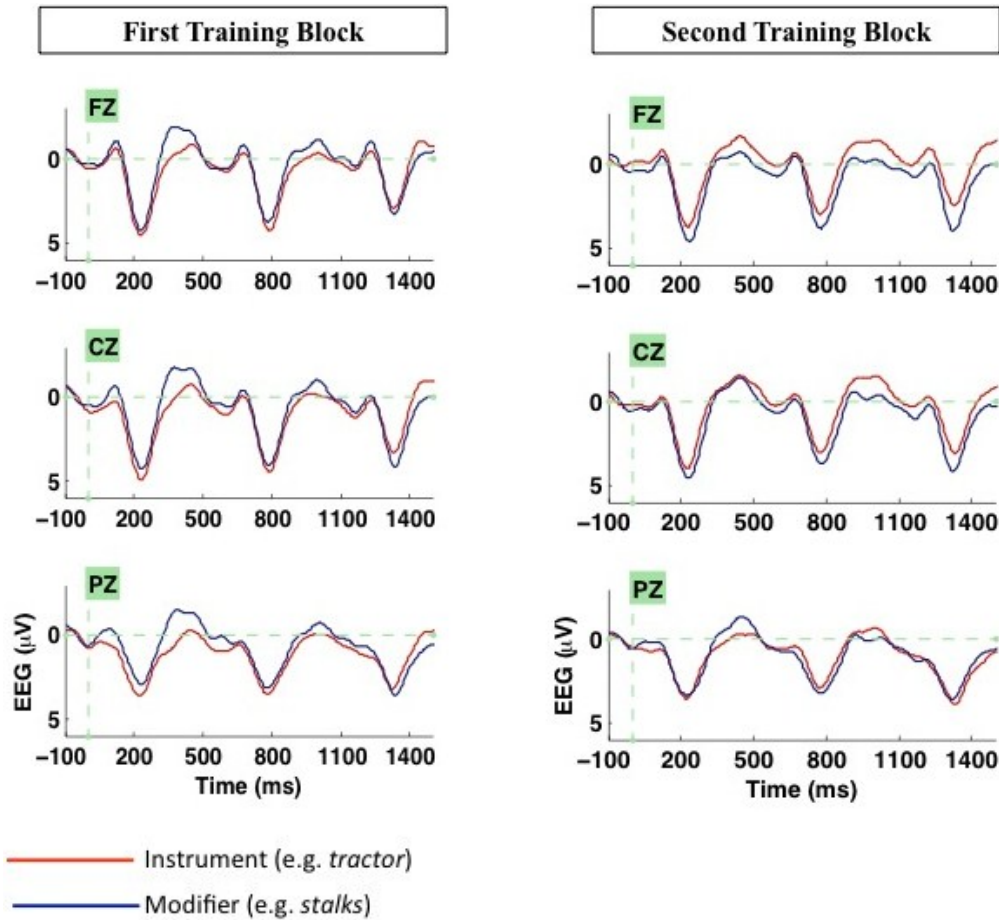 First Training Block
Second Training Block
FZ
0
5
−100 200 500 800 1100 1400
FZ
0
5
−100 200 500 800 1100 1400
CZ
0
5
−100 200 500 800 1100 1400
CZ
0
5
−100 200 500 800 1100 1400
PZ
0
5
EEG (μV)
−100 200 500 800 1100 1400
Time (ms)
PZ
0
5
EEG (μV)
−100 200 500 800 1100 1400
Time (ms)
Instrument (e.g. tractor)
Modifier (e.g. stalks)